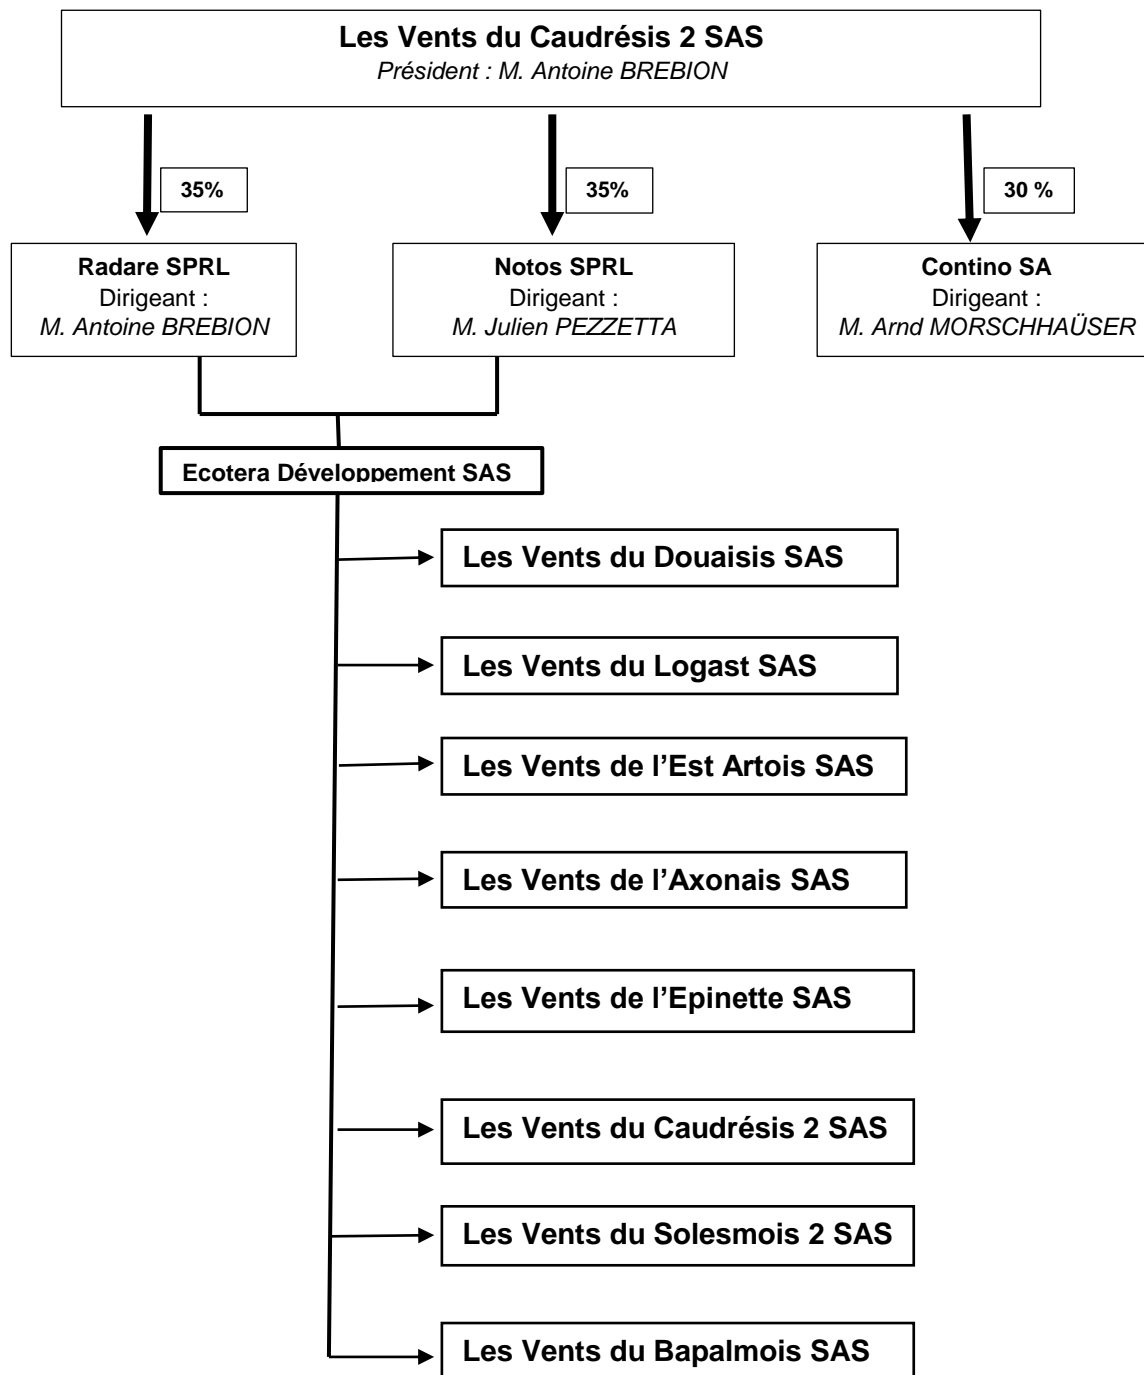 Les Vents du Caudrésis 2 SAS
Président : M. Antoine BREBION
35%
35%
30 %
Radare SPRL
Dirigeant :
M. Antoine BREBION
Notos SPRL
Dirigeant :
M. Julien PEZZETTA
Contino SA
Dirigeant :
M. Arnd MORSCHHAÜSER
Ecotera Développement SAS
Les Vents du Douaisis SAS
Les Vents du Logast SAS
Les Vents de l’Est Artois SAS
Les Vents de l’Axonais SAS
Les Vents de l’Epinette SAS
Les Vents du Caudrésis 2 SAS
Les Vents du Solesmois 2 SAS
Les Vents du Bapalmois SAS